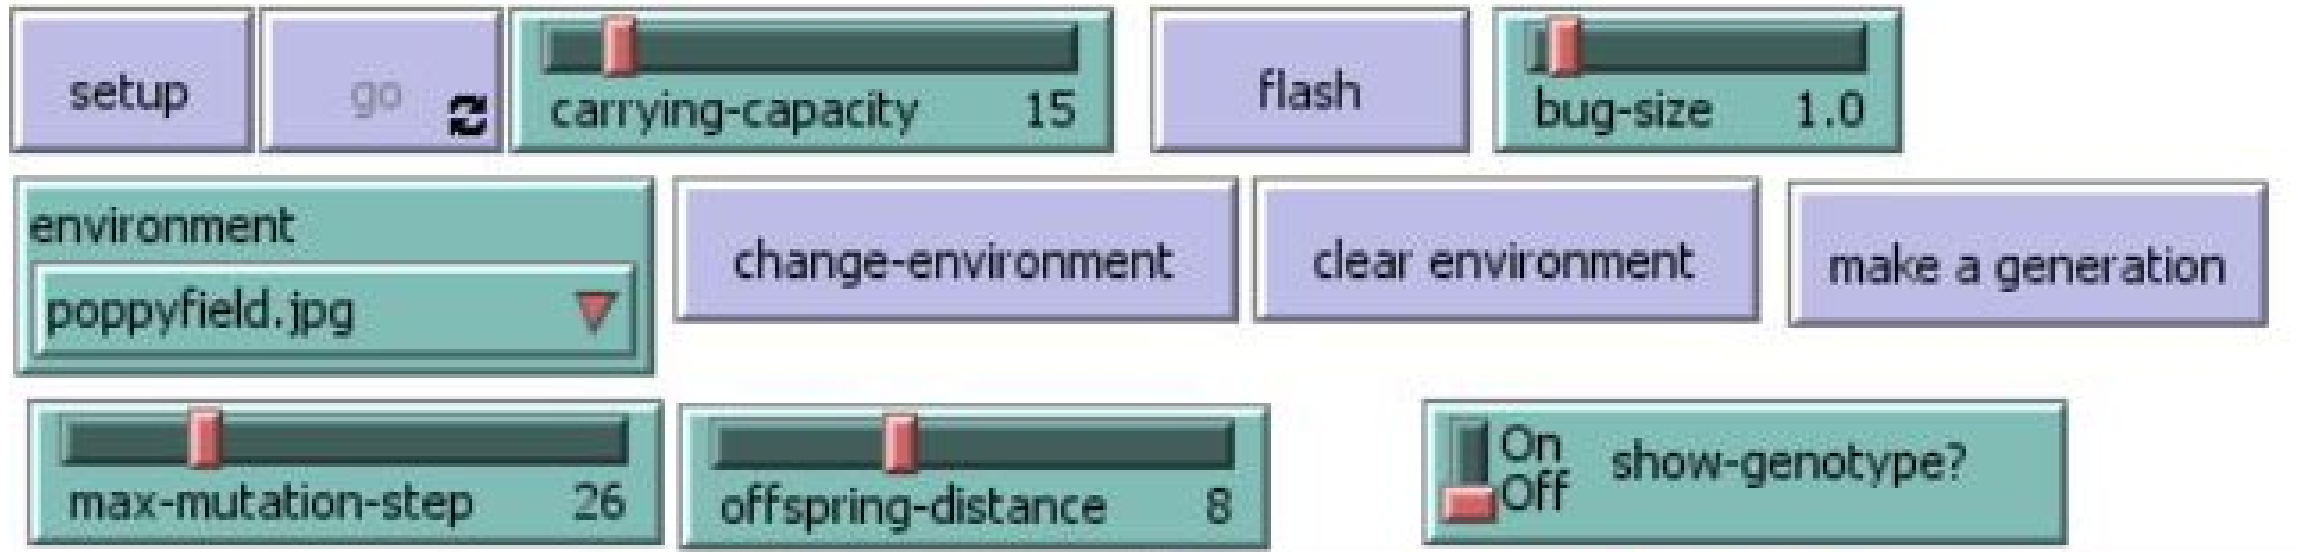 setup
go
carrying-capacity 15
flash
bug-size 1.0
environment
poppyfield.jpg
change-environment
clear environment
make a generation
max-mutation-step 26
offspring-distance 8
On
Off
show-genotype?